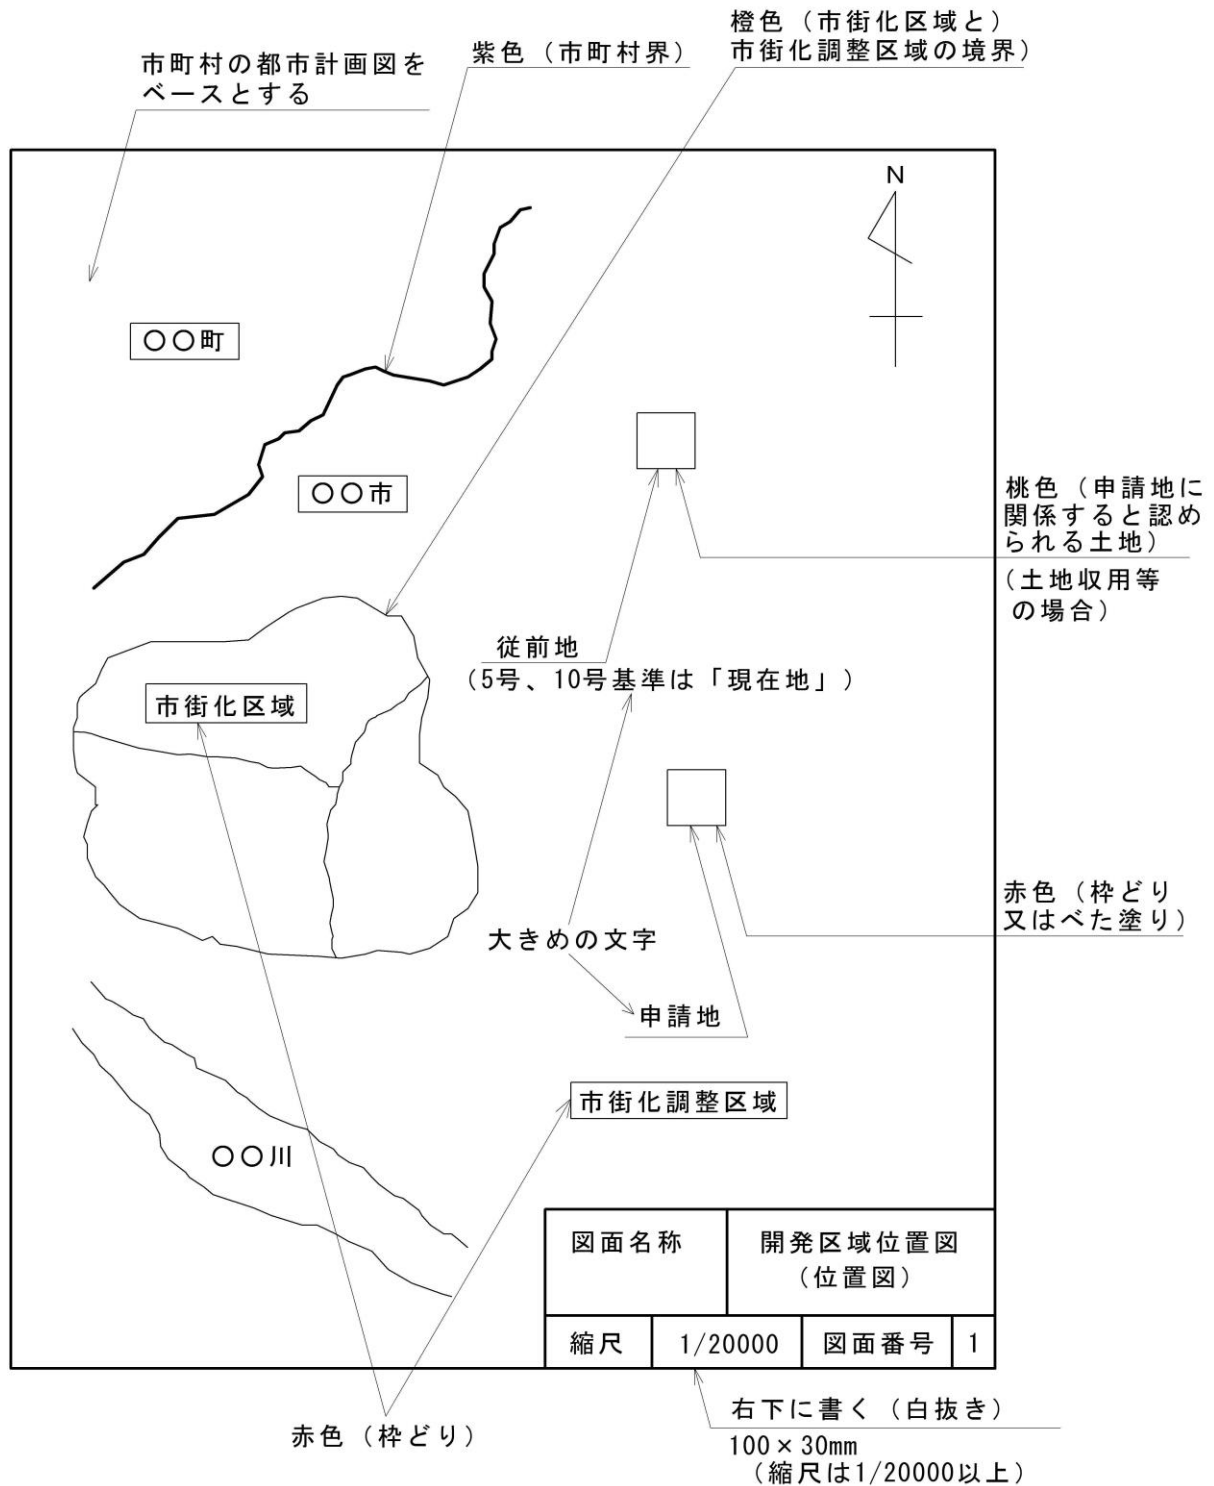 橙色（市街化区域と）
市街化調整区域の境界）
紫色（市町村界）
市町村の都市計画図を
ベースとする
N
〇〇町
〇〇市
桃色（申請地に
関係すると認め
られる土地）
（土地収用等
の場合）
従前地
（5号、10号基準は「現在地」）
市街化区域
赤色（枠どり
又はべた塗り）
大きめの文字
申請地
市街化調整区域
〇〇川
図面名称
開発区域位置図
（位置図）
縮尺
1/20000
図面番号
1
右下に書く（白抜き）
赤色（枠どり）
100×30mm
（縮尺は1/20000以上）